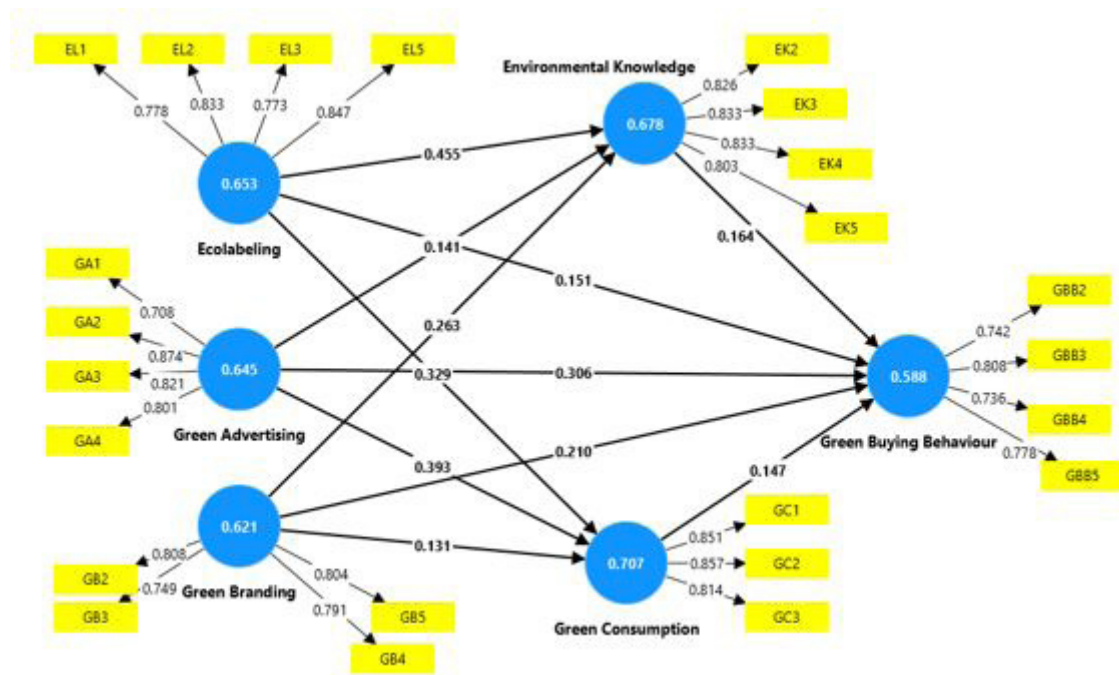 EL1
EL2
EL3
EL5
0.778
0.833
0.773
0.847
0.653
Ecolabeling
Environmental Knowledge
0.678
EK2
0.826
EK3
0.833
EK4
0.833
EK5
0.803
0.455
0.141
0.263
0.151
0.164
0.329
0.306
GA1
0.708
GA2
0.874
GA3
0.821
GA4
0.801
0.645
Green Advertising
0.393
0.210
0.131
0.147
0.588
Green Buying Behaviour
GBB2
0.742
GBB3
0.808
GBB4
0.736
GBB5
0.778
0.621
Green Branding
GB2
0.808
GB3
0.749
GB5
0.804
GB4
0.791
0.707
Green Consumption
GC1
0.851
GC2
0.857
GC3
0.814